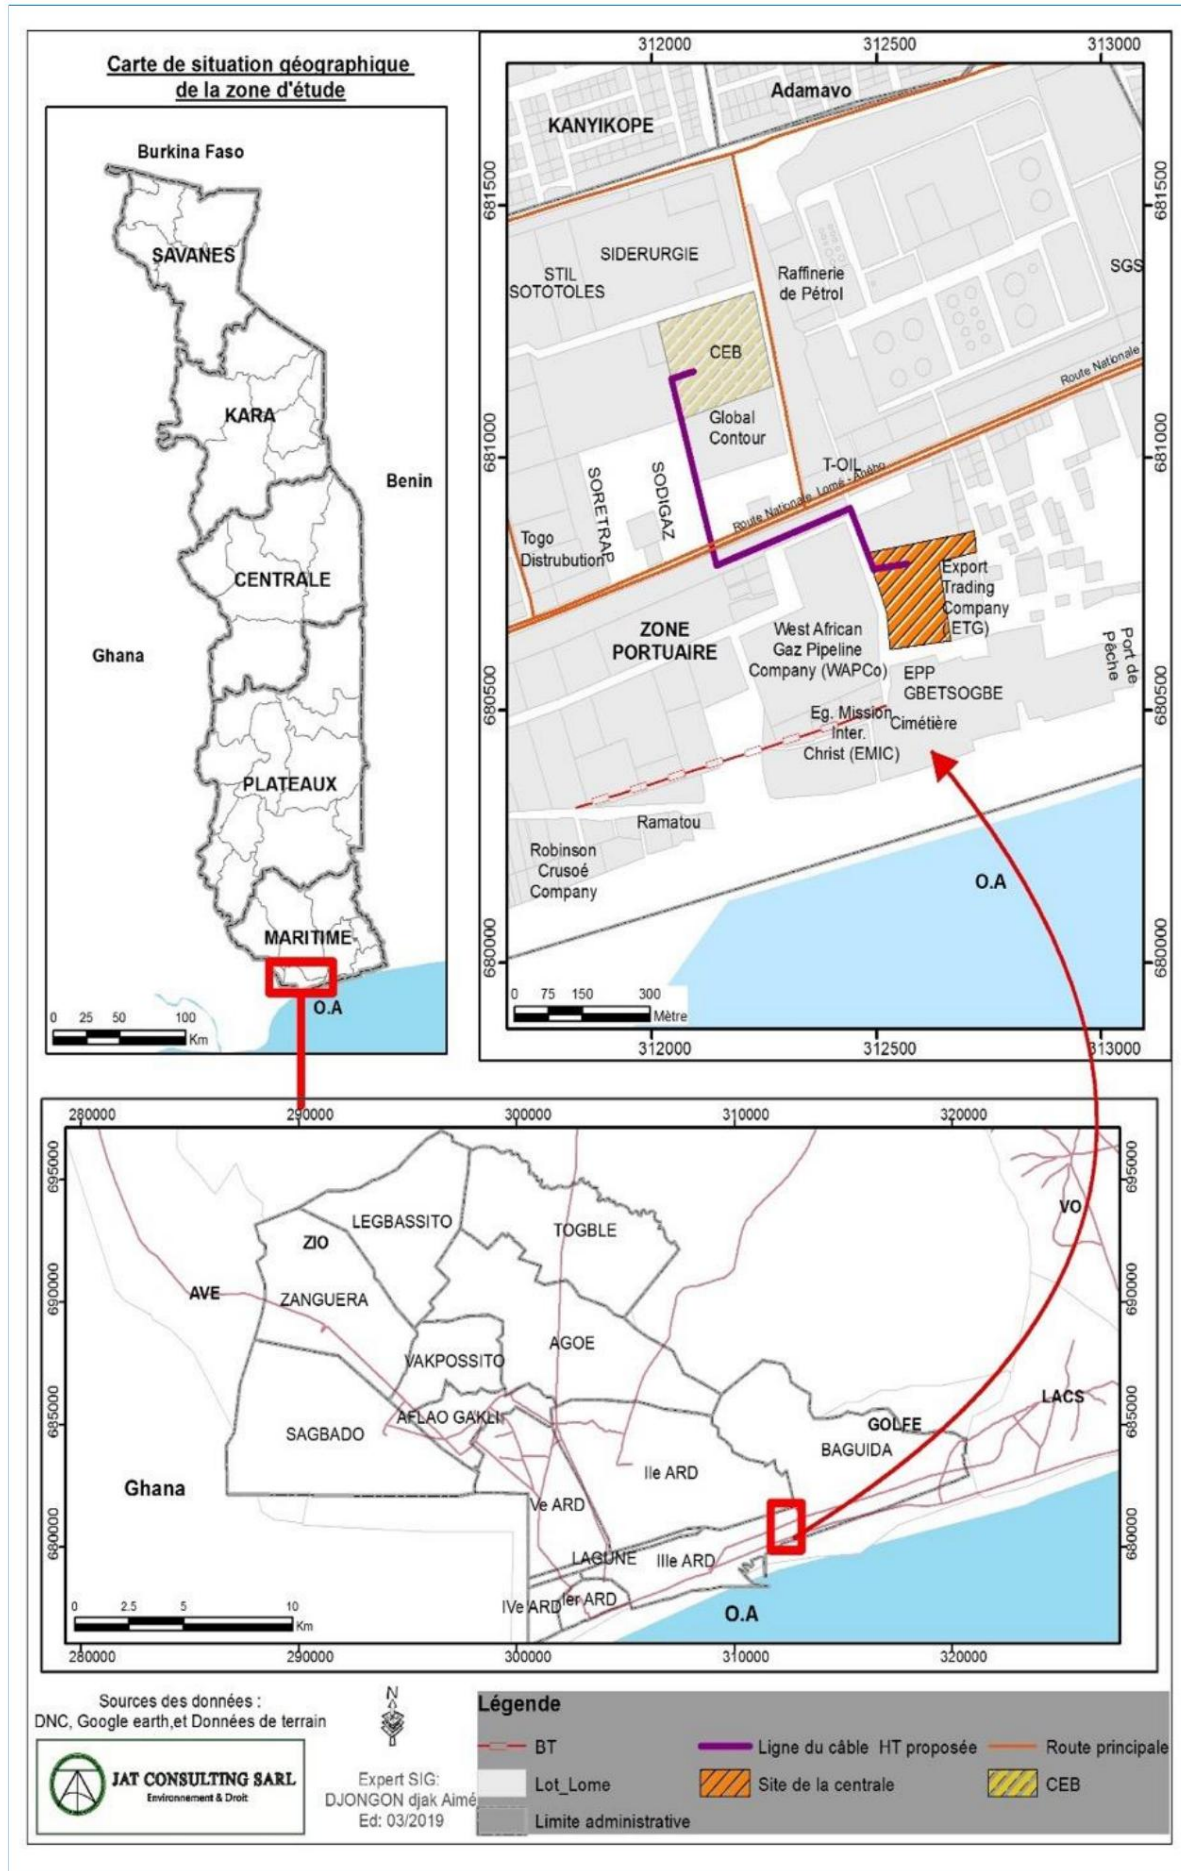 Carte de situation géographique
de la zone d'étude
Burkina Faso
SAVANES
KARA
Benin
CENTRALE
Ghana
PLATEAUX
MARITIME
O.A
0 25 50 100
Km
312000 312500 313000
681500
681000
680500
680000
Adamavo
KANYIKOPE
SIDERURGIE
STIL
SOTOTOLES
Raffinerie
de Pétrol
SGS
CEB
Global
Contour
Route Nationale
T-OIL
Route Nationale Lomé - Aného
SORETRAP
SODIGAZ
Togo
Distrubution
Export
Trading
Company
(ETG)
ZONE
PORTUAIRE
West African
Gaz Pipeline
Company (WAPCo)
EPP
GBETSOGBE
Port de
Pêche
Eg. Mission
Inter.
Christ (EMIC)
Cimétière
Ramatou
Robinson
Crusoé
Company
O.A
0 75 150 300
Mètre
312000 312500 313000
280000 290000 300000 310000 320000
695000
690000
685000
680000
695000
690000
685000
680000
LEGBASSITO
TOGBLE
ZIO
VO
AVE
ZANGUERA
AGOE
VAKPOSSITO
LACS
AFLAO GAKLI
GOLFE
SAGBADO
BAGUIDA
IIe ARD
Ghana
Ve ARD
LAGUNE
IIIe ARD
Ier ARD
IVe ARD
O.A
0 2.5 5 10
Km
280000 290000 300000 310000 320000
Sources des données :
DNC, Google earth,et Données de terrain
JAT CONSULTING SARL
Environnement & Droit
N
Expert SIG:
DJONGON djak Aimé
Ed: 03/2019
Légende
BT
Ligne du câble HT proposée
Route principale
Lot_Lome
Site de la centrale
CEB
Limite administrative